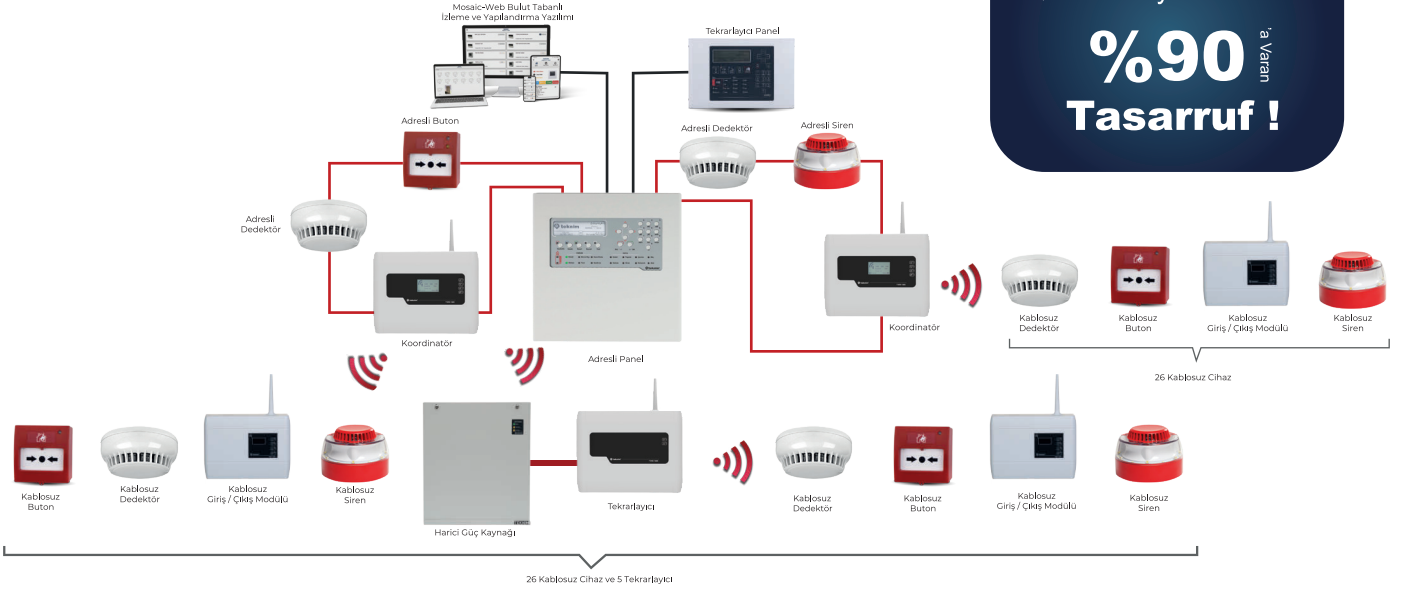 Mosaic-Web Bulut Tabanlı
İzleme ve Yapılandırma Yazılımı
Tekrarlayıcı Panel
%90
'a Varan
Tasarruf !
Adresli Buton
Adresli Dedektör
Adresli Siren
Adresli
Dedektör
Koordinatör
Adresli Panel
Koordinatör
Kablosuz
Dedektör
Kablosuz
Buton
Kablosuz
Giriş / Çıkış Modülü
Kablosuz
Siren
26 Kablosuz Cihaz
Kablosuz
Buton
Kablosuz
Dedektör
Kablosuz
Giriş / Çıkış Modülü
Kablosuz
Siren
Harici Güç Kaynağı
Tekrarlayıcı
Kablosuz
Dedektör
Kablosuz
Buton
Kablosuz
Giriş / Çıkış Modülü
Kablosuz
Siren
26 Kablosuz Cihaz ve 5 Tekrarlayıcı